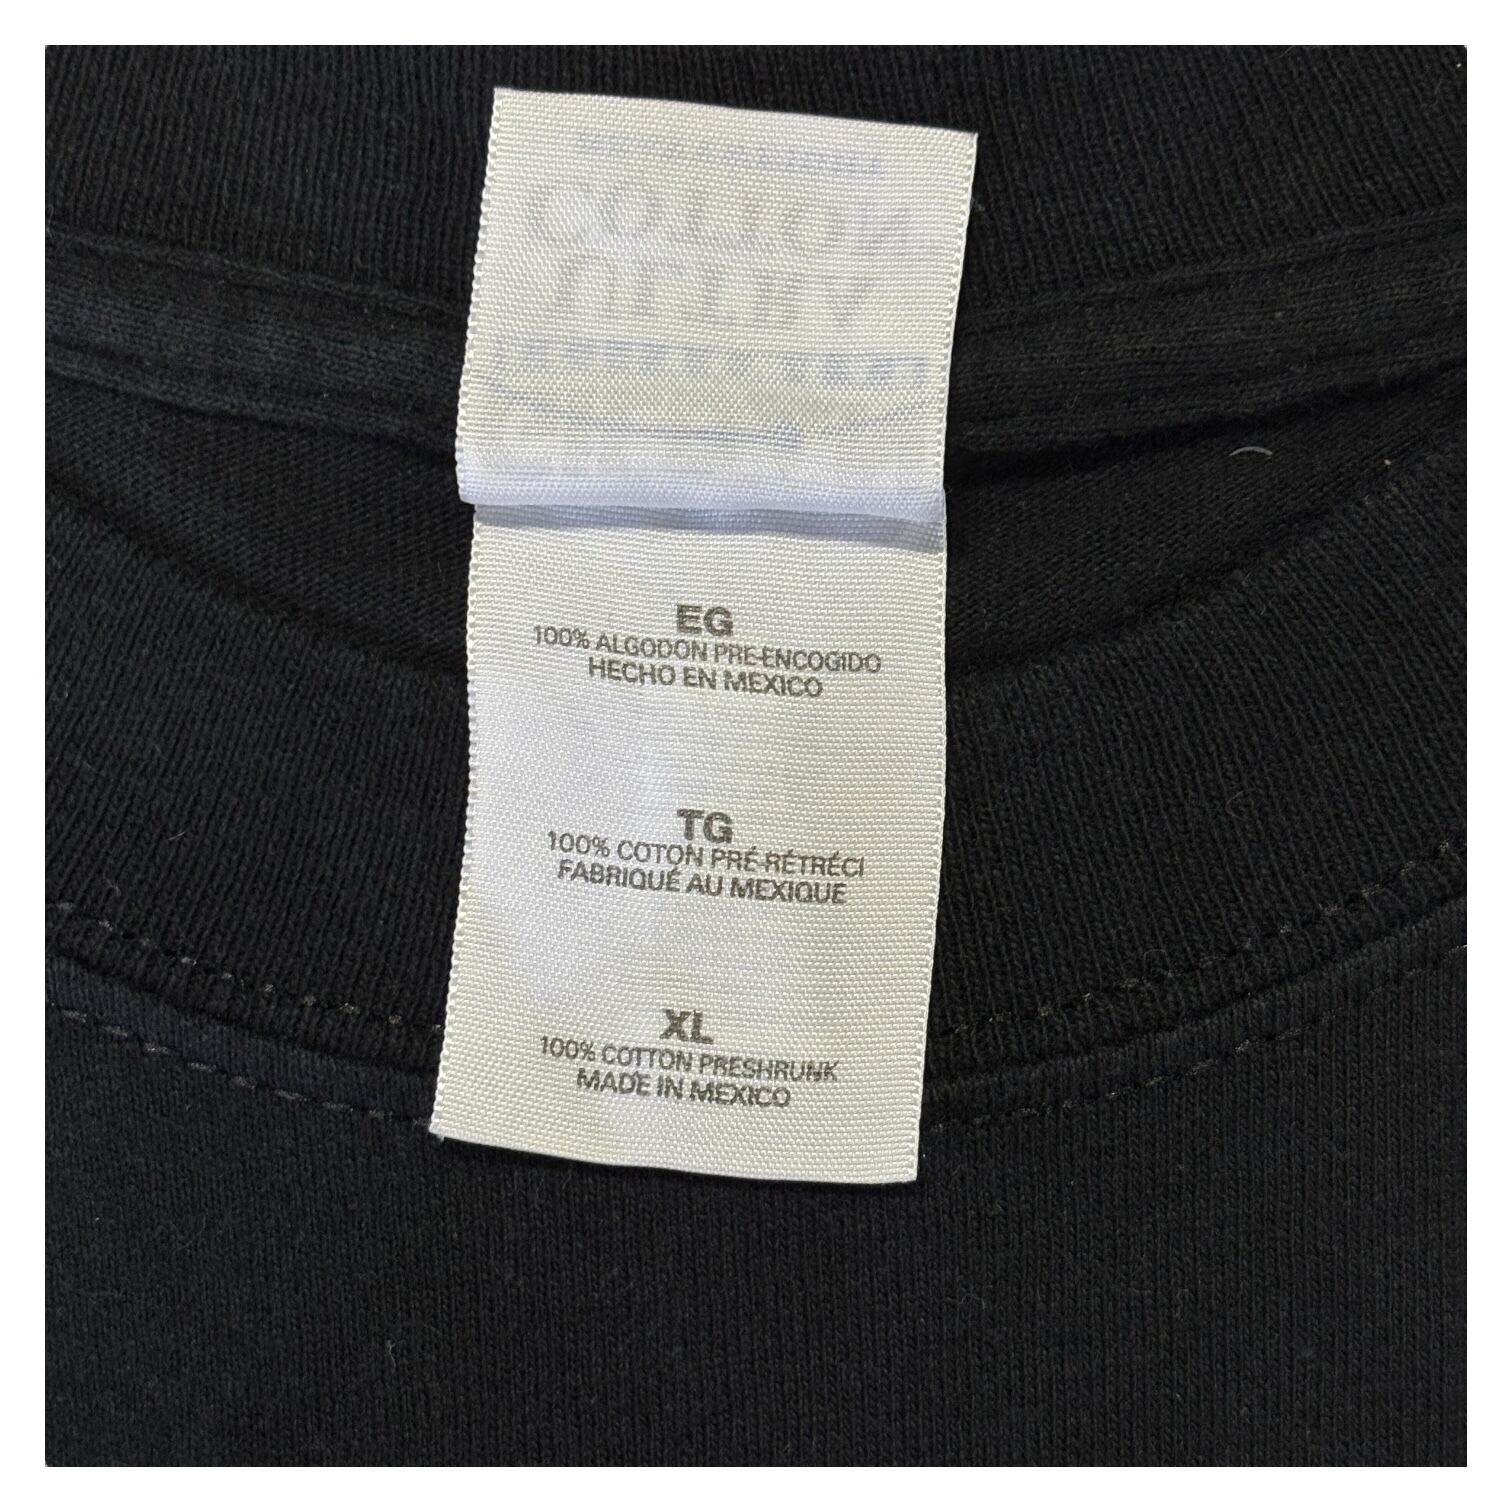 EG
100% ALGODON PRE-ENCOGIDO
HECHO EN MEXICO
TG
100% COTON PRÉ-RÉTRÉCI
FABRIQUÉ AU MEXIQUE
XL
100% COTTON PRESHRUNK
MADE IN MEXICO